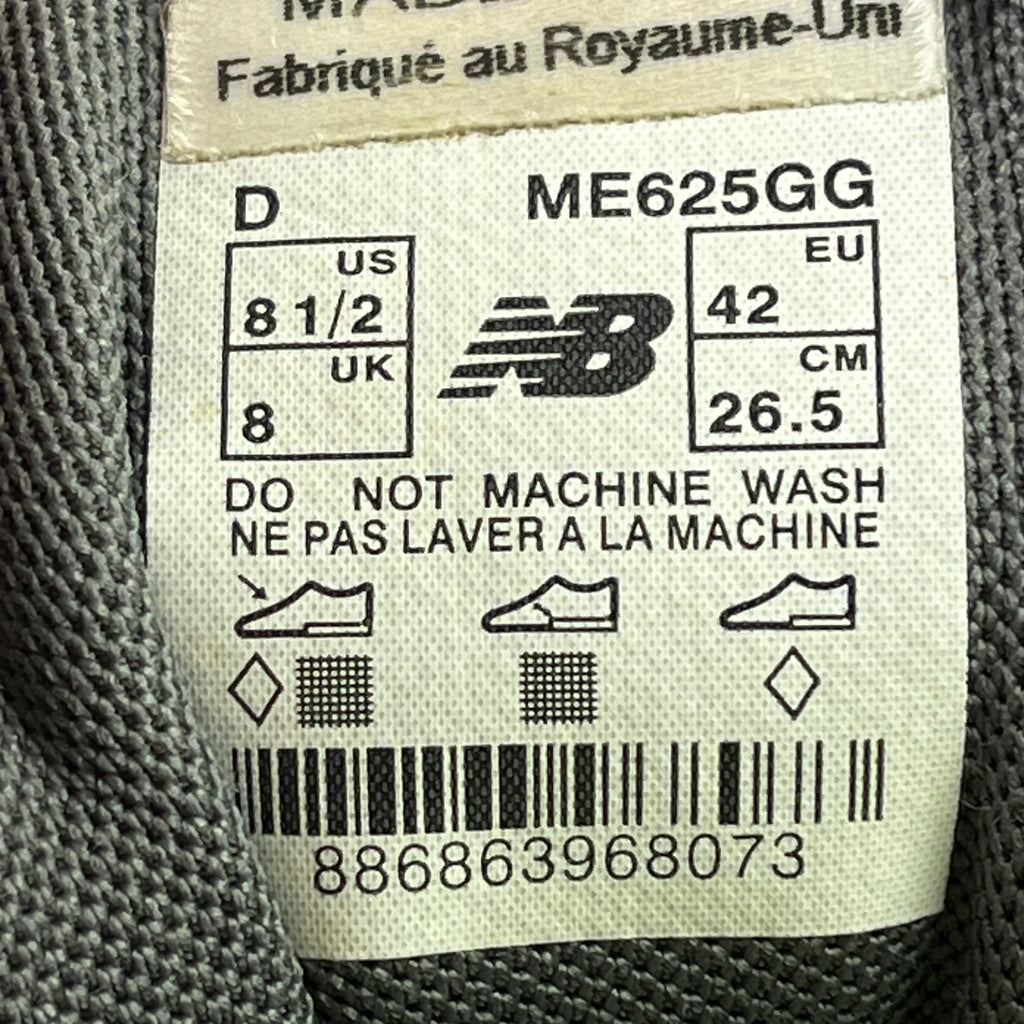 Fabriqué au Royaume-Uni
D ME625GG
US EU
8 1/2 42
UK CM
8 26.5
NB
DO NOT MACHINE WASH
NE PAS LAVER A LA MACHINE
886863968073